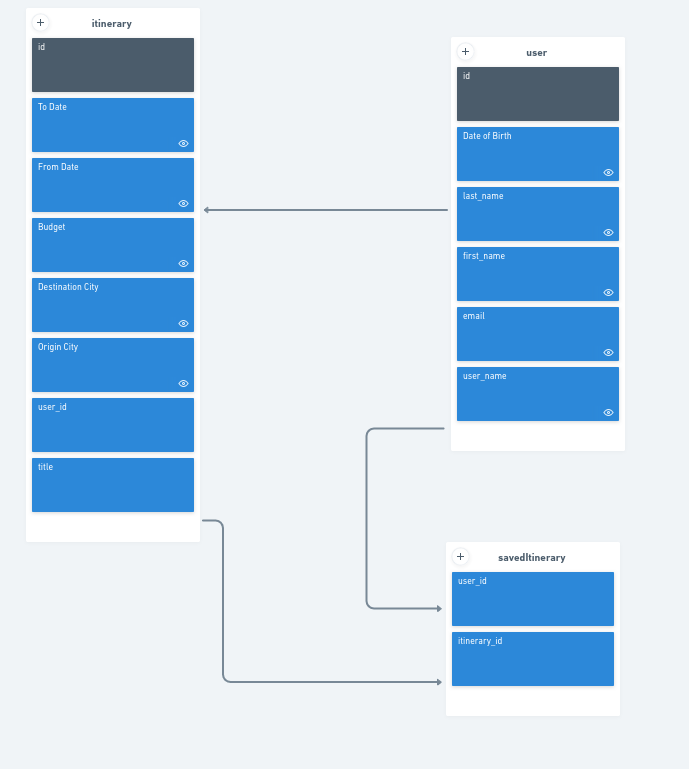 itinerary
id
To Date
From Date
Budget
Destination City
Origin City
user_id
title
user
id
Date of Birth
last_name
first_name
email
user_name
savedItinerary
user_id
itinerary_id